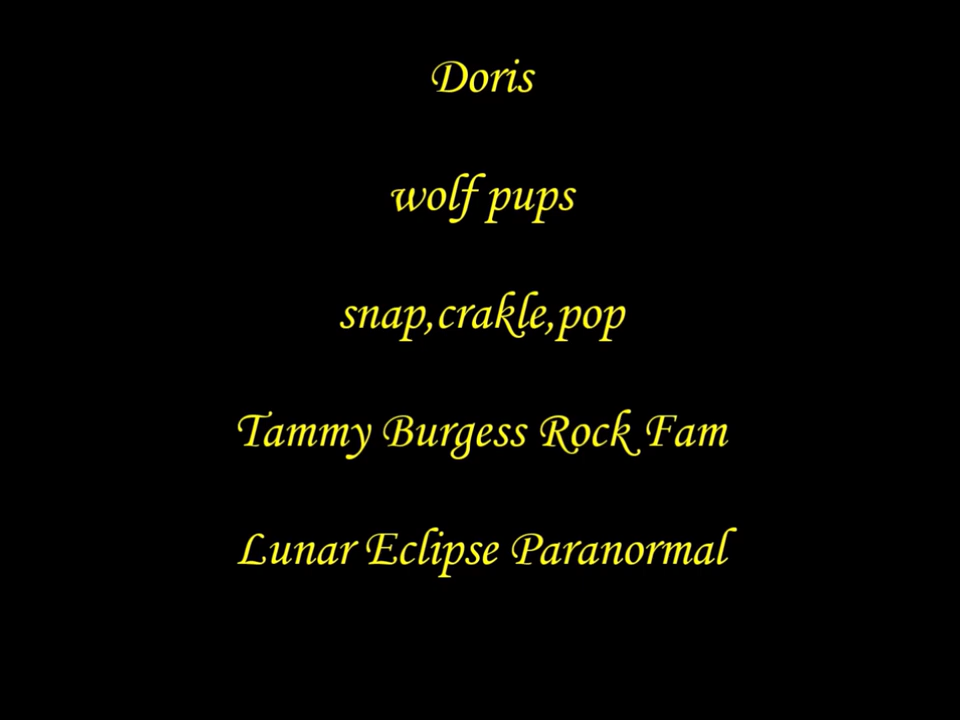 Doris
wolf pups
snap,crakle,pop
Tammy Burgess Rock Fam
Lunar Eclipse Paranormal